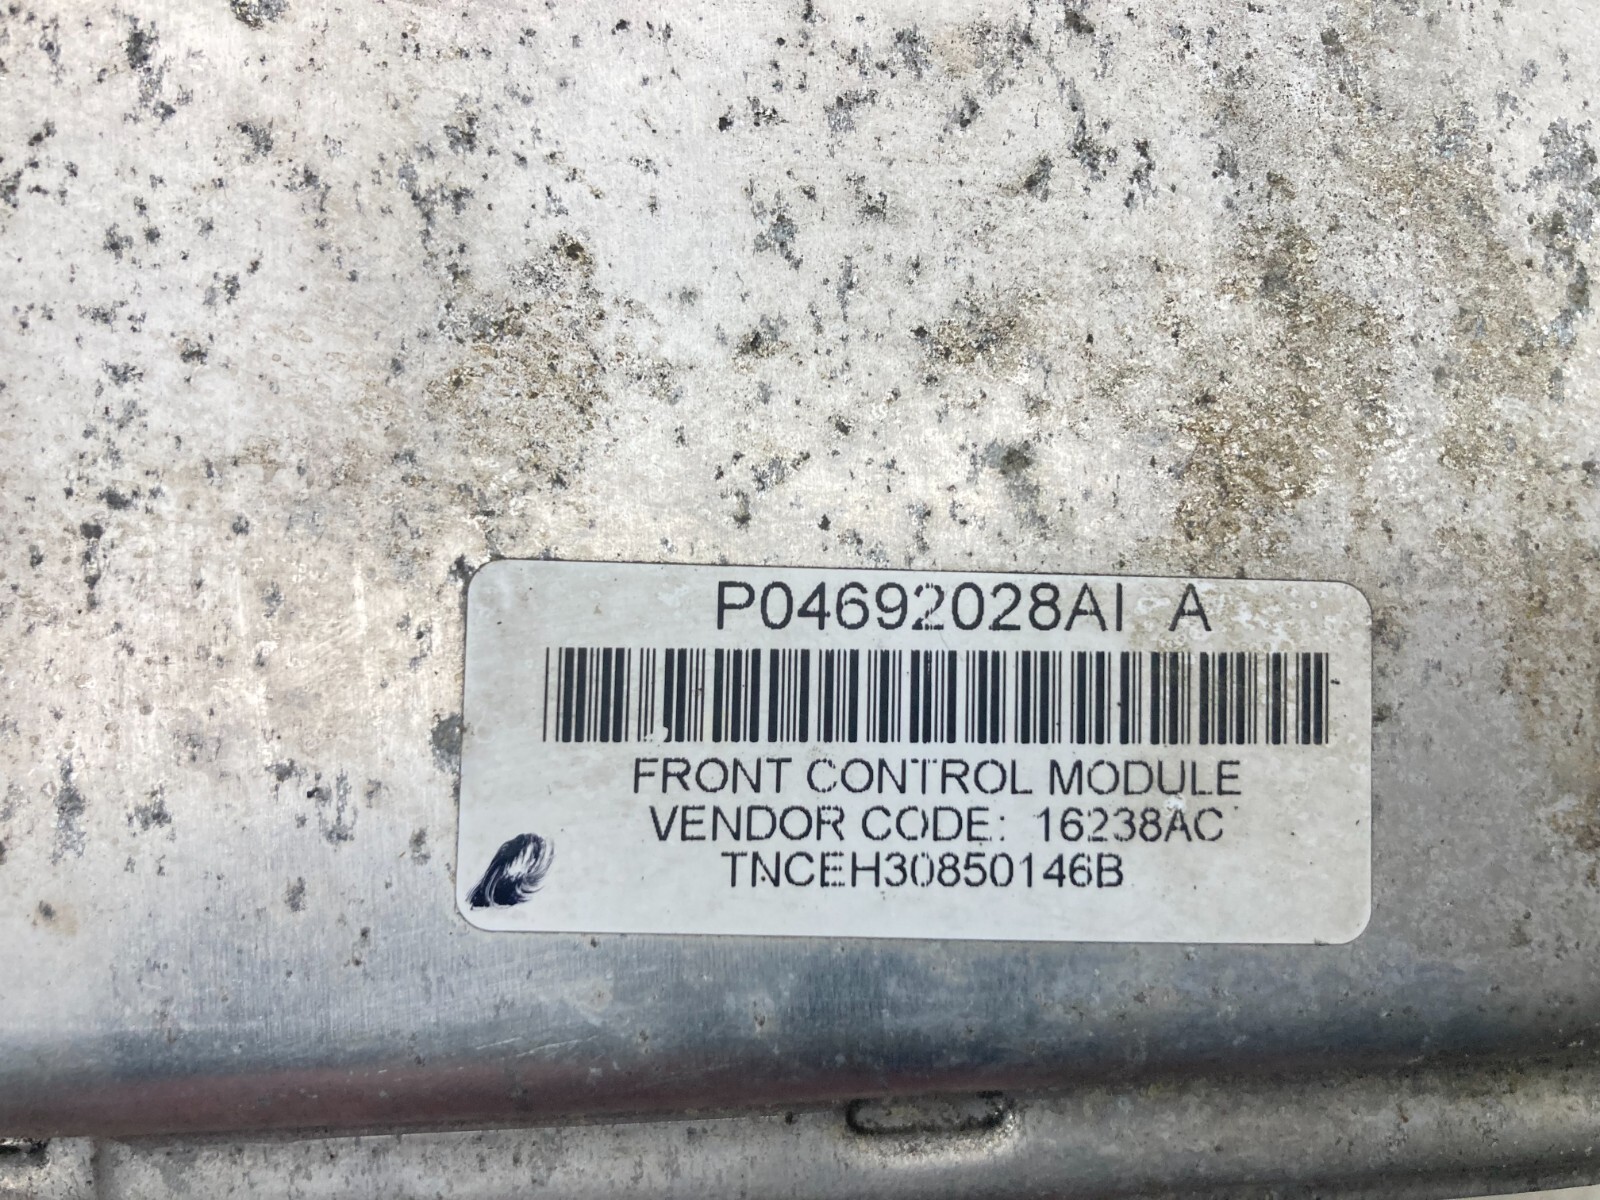 P04692028AI A
FRONT CONTROL MODULE
VENDOR CODE: 16238AC
TNCEH30850146B